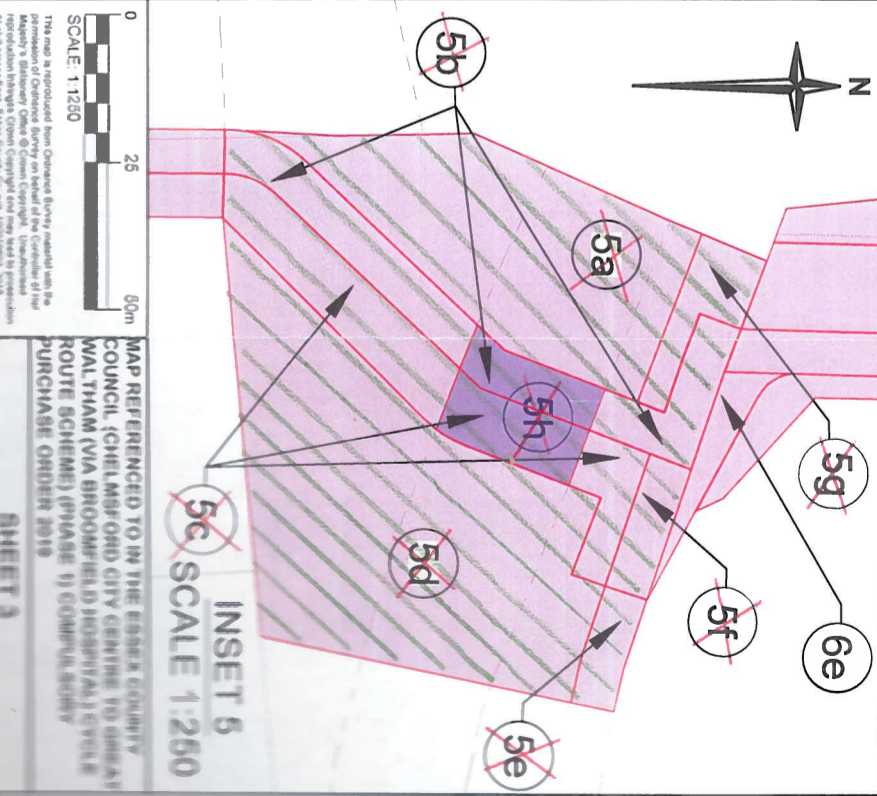 N
5b
5a
5g
6e
5h
5f
5c
5d
5e
INSET 5
SCALE 1:250
0 25 50m
SCALE: 1:1250
This map is reproduced from Ordnance Survey material with the
permission of Ordnance Survey on behalf of the Controller of Her
Majesty's Stationery Office © Crown Copyright. Unauthorised
reproduction infringes Crown Copyright and may lead to prosecution
MAP REFERENCED TO IN THE ESSEX COUNTY
COUNCIL (CHELMSFORD CITY CENTRE TO GREAT
WALTHAM (VIA BROOMFIELD HOSPITAL) CYCLE
ROUTE SCHEME) (PHASE 1) COMPULSORY
PURCHASE ORDER 2019
SHEET 3